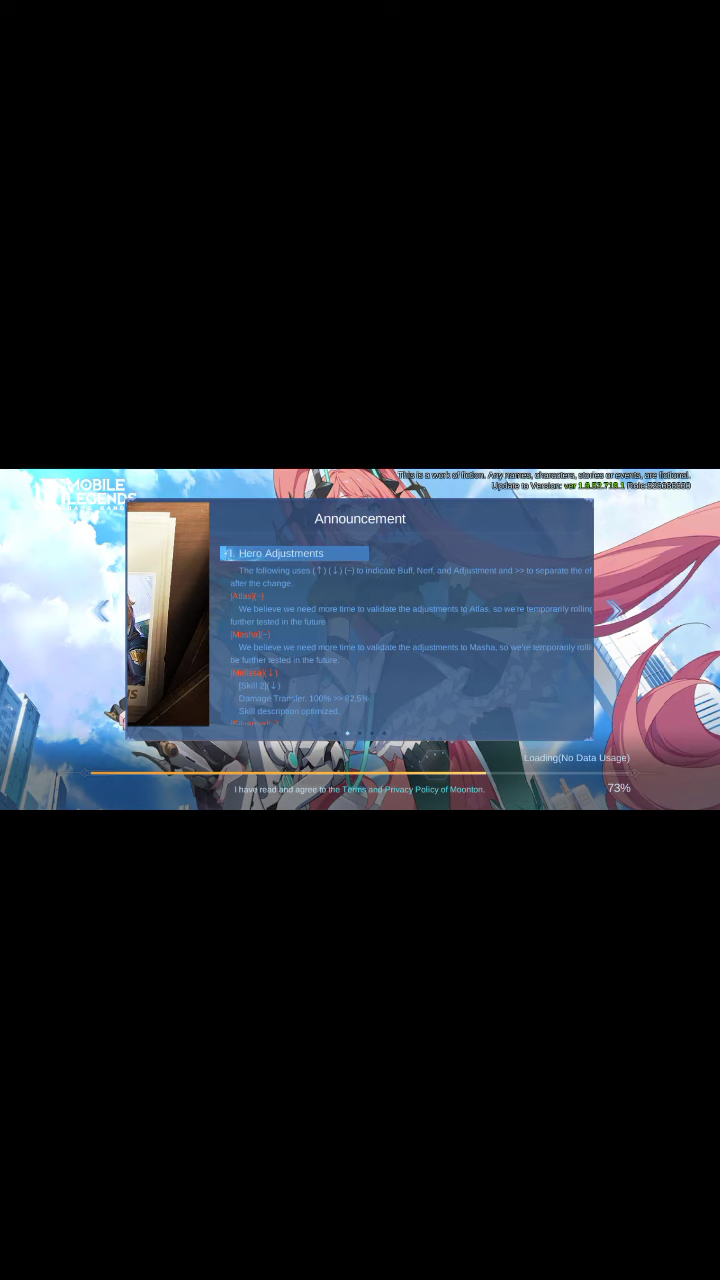 This is a work of fiction. Any names, characters, stories or events, are fictional.
MOBILE
LEGENDS
BANG BANG
Update to Version: ver 1.8.52.718.1
Announcement
1. Hero Adjustments
The following uses (↑) (↓) (~) to indicate Buff, Nerf, and Adjustment and >> to separate the ef
after the change.
[Atlas](~)
We believe we need more time to validate the adjustments to Atlas, so we're temporarily rolling
further tested in the future
[Masha](~)
We believe we need more time to validate the adjustments to Masha, so we're temporarily rolli
be further tested in the future.
[Melissa](↓)
[Skill 2](↓)
Damage Transfer: 100% >> 82.5%
Skill description optimized.
Loading(No Data Usage)
I have read and agree to the Terms and Privacy Policy of Moonton.
73%